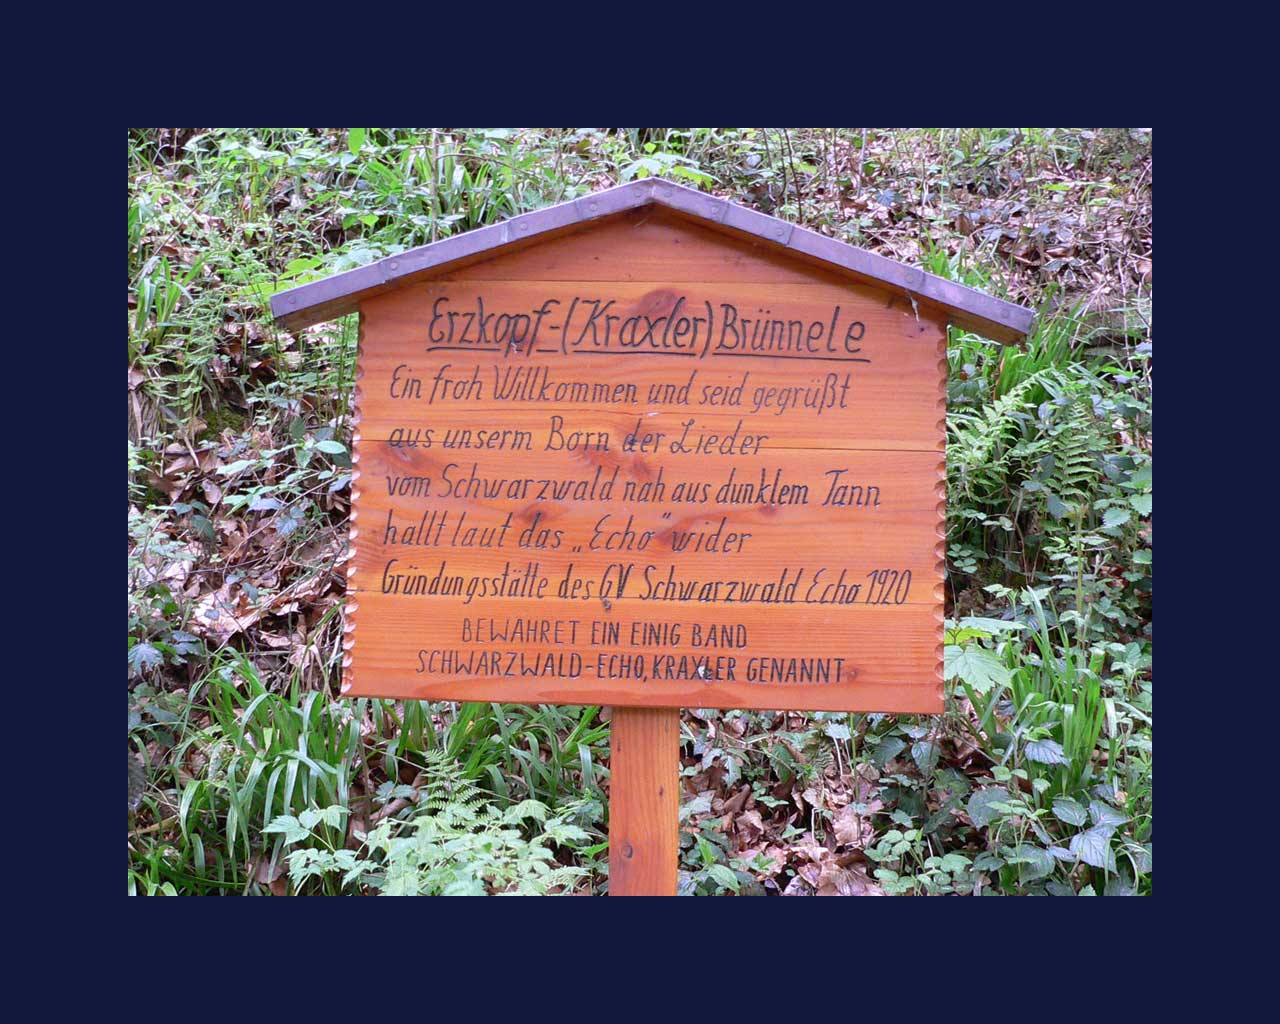 Erzkopf-(Kraxler)Brünnele
Ein froh Willkommen und seid gegrüßt
aus unserm Born der Lieder
vom Schwarzwald nah aus dunklem Tann
hallt laut das „Echo" wider
Gründungsstätte des GV Schwarzwald Echo 1920
BEWAHRET EIN EINIG BAND
SCHWARZWALD-ECHO, KRAXLER GENANNT